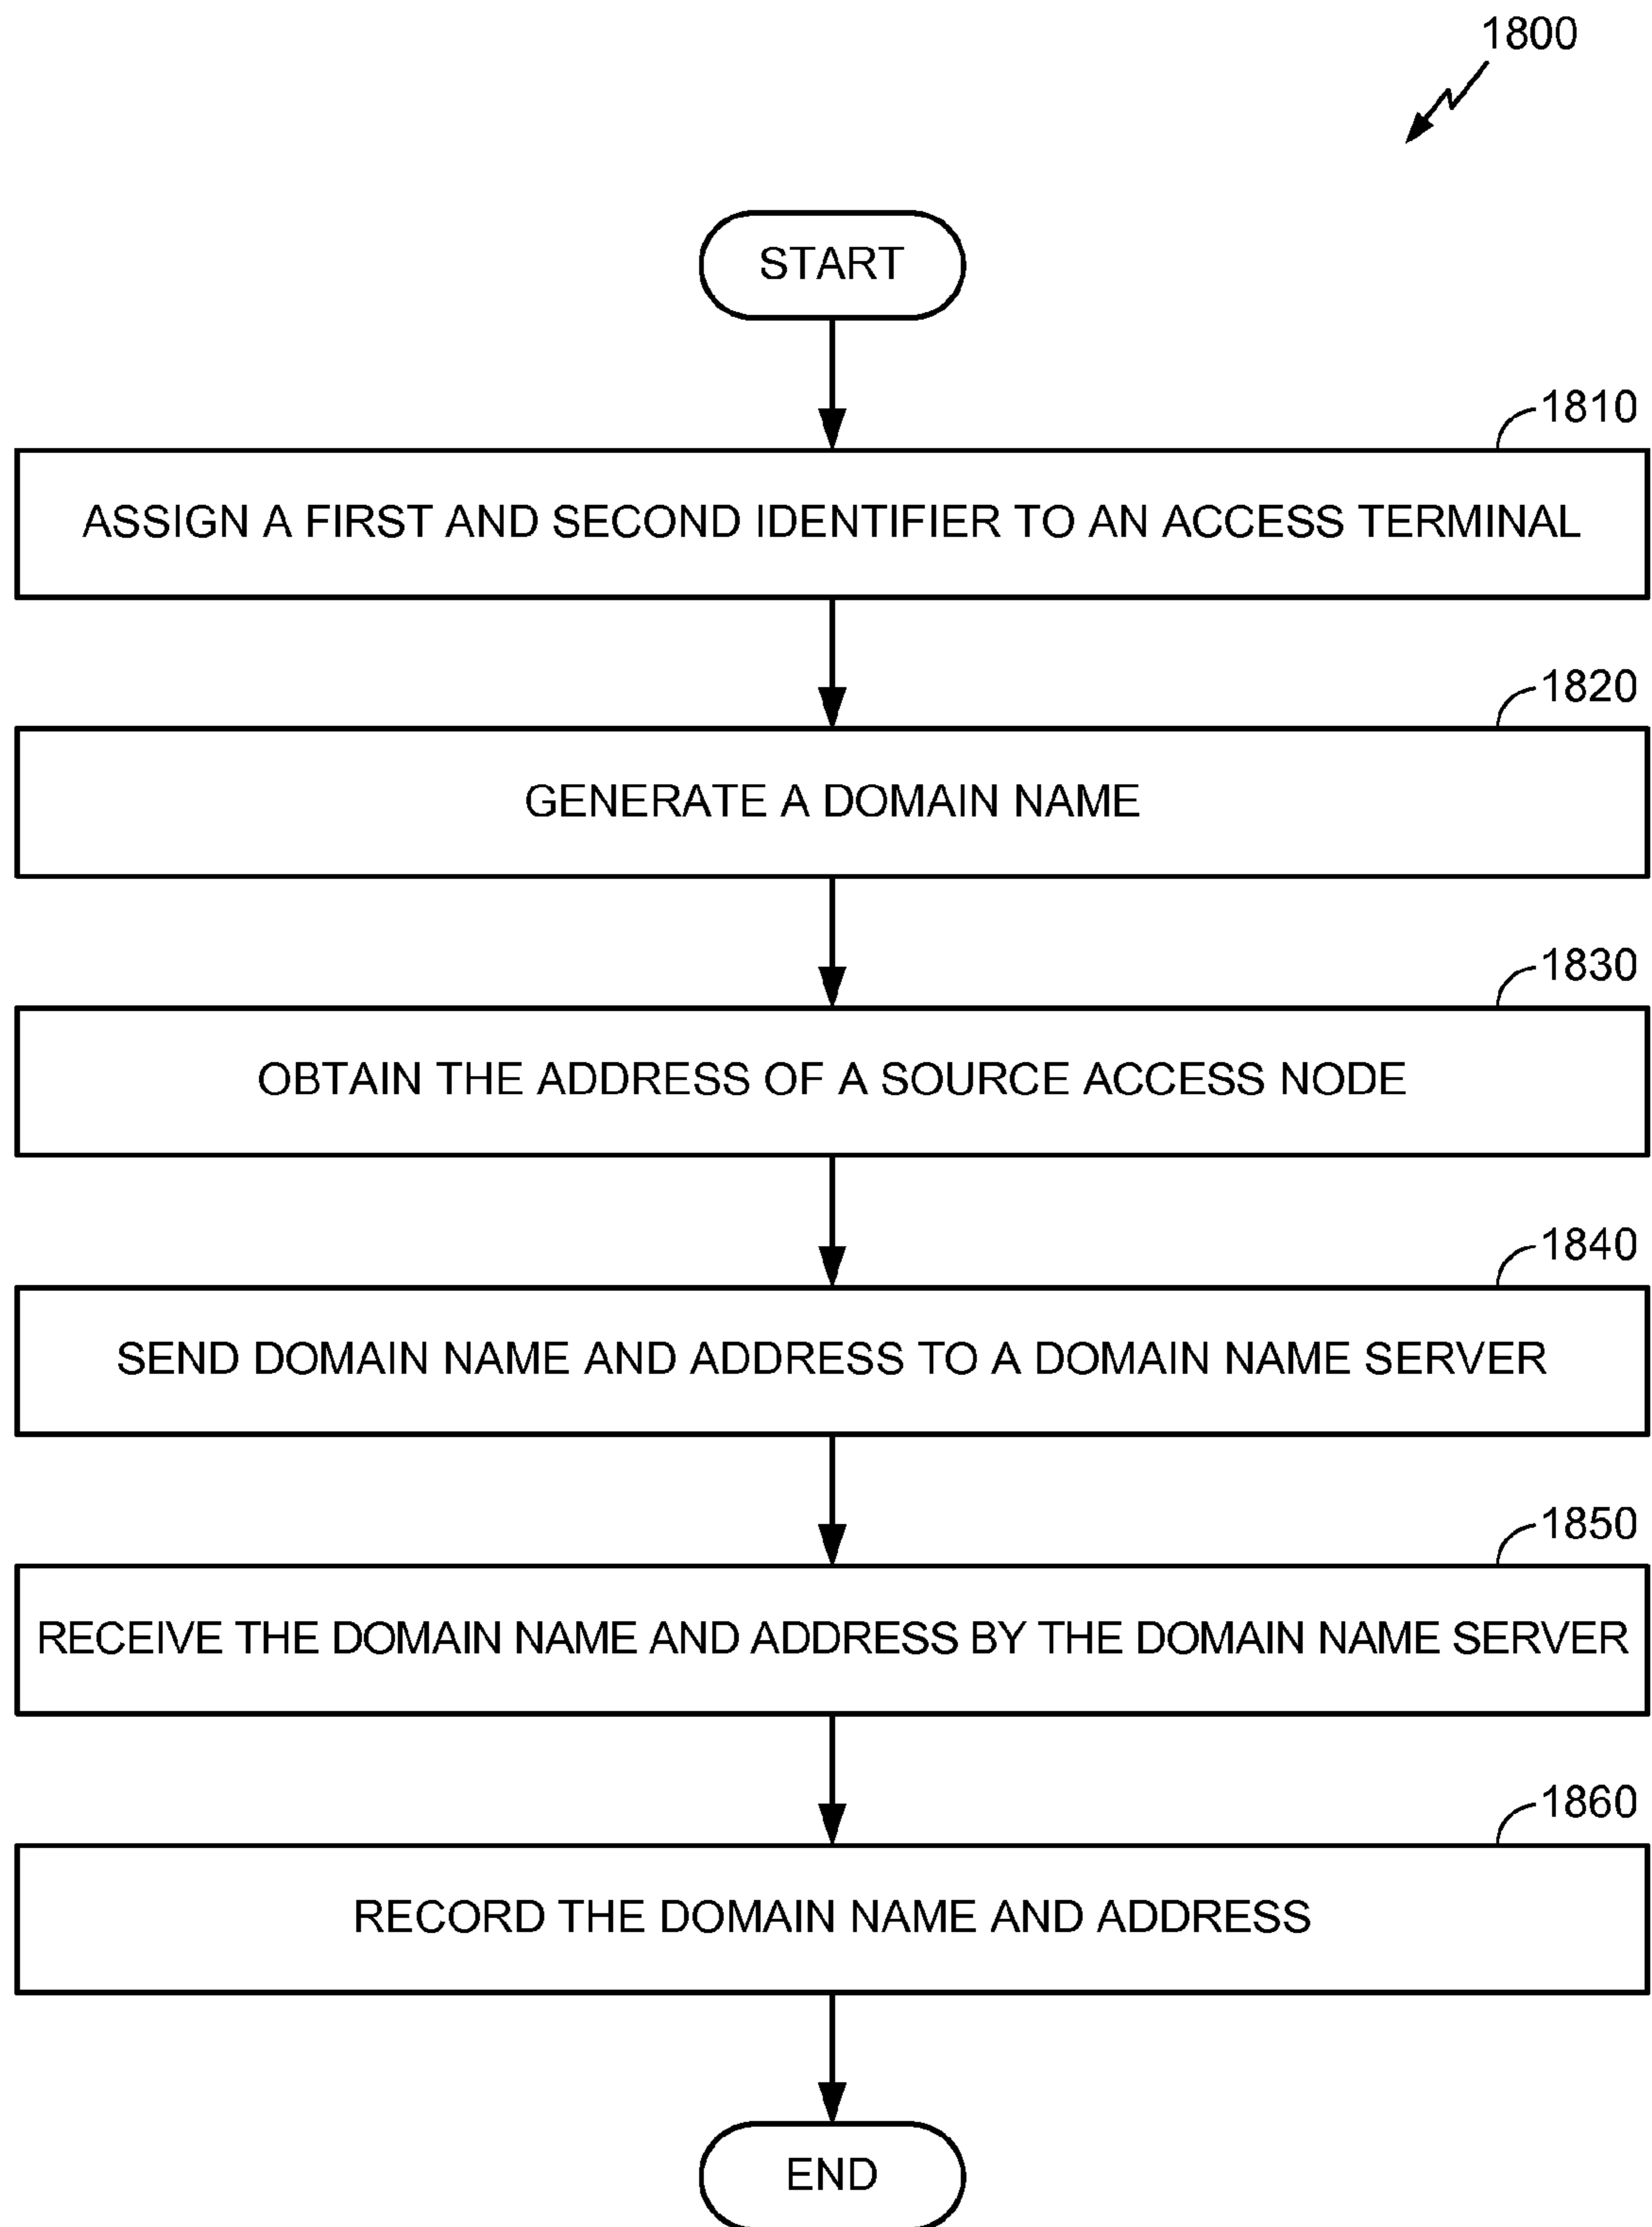 1800
START
1810
ASSIGN A FIRST AND SECOND IDENTIFIER TO AN ACCESS TERMINAL
1820
GENERATE A DOMAIN NAME
1830
OBTAIN THE ADDRESS OF A SOURCE ACCESS NODE
1840
SEND DOMAIN NAME AND ADDRESS TO A DOMAIN NAME SERVER
1850
RECEIVE THE DOMAIN NAME AND ADDRESS BY THE DOMAIN NAME SERVER
1860
RECORD THE DOMAIN NAME AND ADDRESS
END